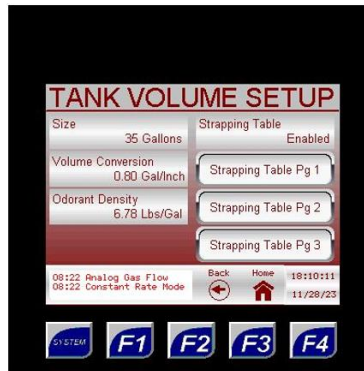 TANK VOLUME SETUP
Size
35 Gallons
Strapping Table
Enabled
Volume Conversion
0.80 Gal/Inch
Strapping Table Pg 1
Odorant Density
6.78 Lbs/Gal
Strapping Table Pg 2
Strapping Table Pg 3
08:22 Analog Gas Flow
08:22 Constant Rate Mode
Back
Home
18:10:11
11/28/23
SYSTEM
F1
F2
F3
F4